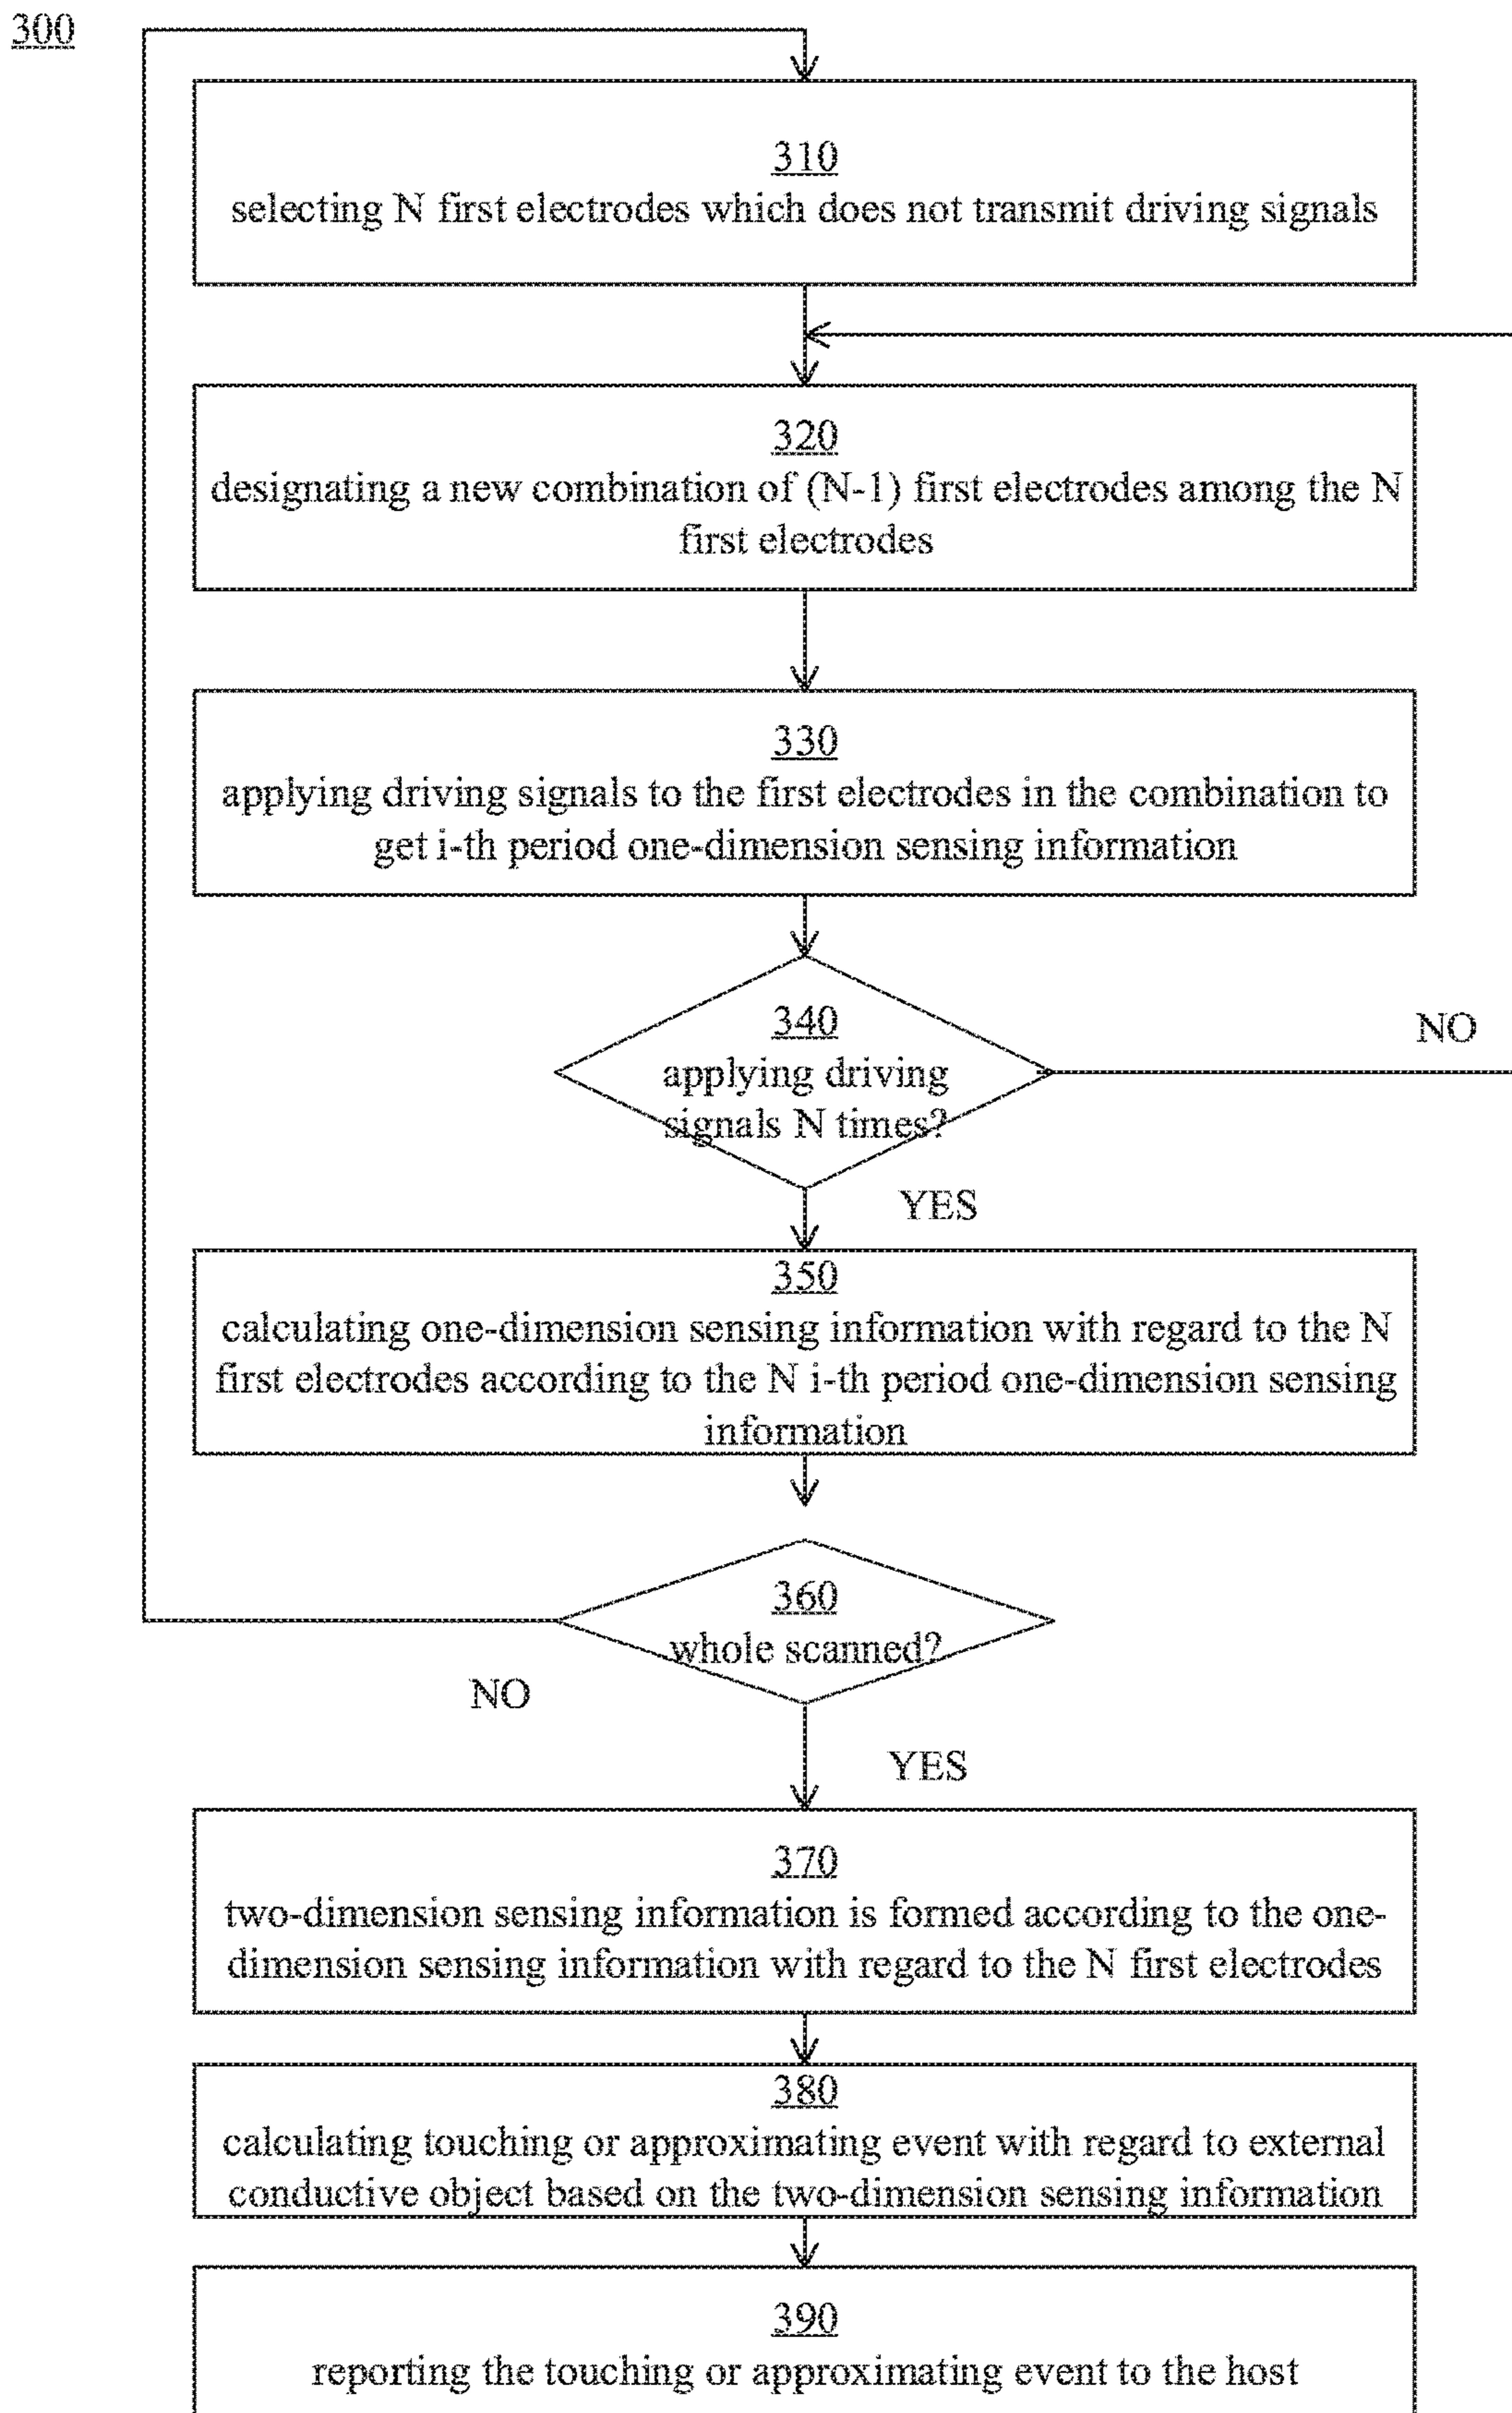 300
310
selecting N first electrodes which does not transmit driving signals
320
designating a new combination of (N-1) first electrodes among the N
first electrodes
330
applying driving signals to the first electrodes in the combination to
get i-th period one-dimension sensing information
340
applying driving
signals N times?
NO
YES
350
calculating one-dimension sensing information with regard to the N
first electrodes according to the N i-th period one-dimension sensing
information
360
whole scanned?
NO
YES
370
two-dimension sensing information is formed according to the one-
dimension sensing information with regard to the N first electrodes
380
calculating touching or approximating event with regard to external
conductive object based on the two-dimension sensing information
390
reporting the touching or approximating event to the host